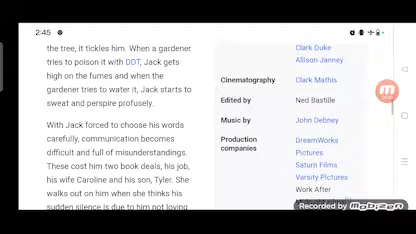 2:45
the tree, it tickles him. When a gardener
tries to poison it with DDT, Jack gets
high on the fumes and when the
gardener tries to water it, Jack starts to
sweat and perspire profusely.
With Jack forced to choose his words
carefully, communication becomes
difficult and full of misunderstandings.
These cost him two book deals, his job,
his wife Caroline and his son, Tyler. She
walks out on him when she thinks his
sudden silence is due to him not loving
Clark Duke
Allison Janney
Cinematography Clark Mathis
Edited by Ned Bastille
Music by John Debney
Production companies DreamWorks
Pictures
Saturn Films
Varsity Pictures
Work After
Recorded by
Mobizen